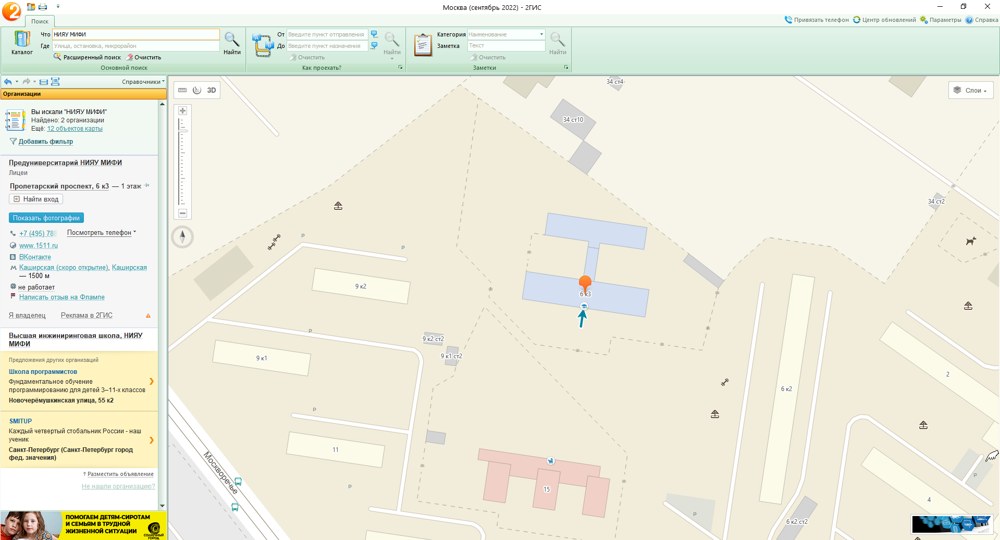 Москва (сентябрь 2022) - 2ГИС
Поиск
Привязать телефон
Центр обновлений
Параметры
Справка
Каталог
Что
НИЯУ МИФИ
Где
Улица, остановка, микрорайон
Расширенный поиск
Очистить
Найти
Основной поиск
От
Введите пункт отправления
До
Введите пункт назначения
Очистить
Найти
Как проехать?
Категория
Наименование
Заметка
Текст
Очистить
Найти
Заметки
Справочники
Организации
Вы искали "НИЯУ МИФИ"
Найдено: 2 организации
Ещё: 12 объектов карты
Добавить фильтр
Предуниверситарий НИЯУ МИФИ
Лицеи
Пролетарский проспект, 6 к3 — 1 этаж
Найти вход
Показать фотографии
+7 (495) 788
Посмотреть телефон
www.1511.ru
ВКонтакте
Каширская (скоро открытие), Каширская
— 1500 м
не работает
Написать отзыв на Флампе
Я владелец
Реклама в 2ГИС
Высшая инжиниринговая школа, НИЯУ
МИФИ
Предложения других организаций
Школа программистов
Фундаментальное обучение
программированию для детей 3–11-х классов
Новочерёмушкинская улица, 55 к2
SMITUP
Каждый четвертый стобальник России - наш
ученик
Санкт-Петербург (Санкт-Петербург город
фед. значения)
Разместить объявление
Не нашли организацию?
ПОМОГАЕМ ДЕТЯМ-СИРОТАМ
И СЕМЬЯМ В ТРУДНОЙ
ЖИЗНЕННОЙ СИТУАЦИИ
СОЛНЕЧНЫЙ
ГОРОД
3D
Слои
34 ст4
34 ст10
34 ст2
P
P
9 к2
6 к3
P
9 к2 ст2
9 к1 ст2
9 к1
2
6 к2
P
11
Москворечье
P
15
P
4
P
6 к2 ст2